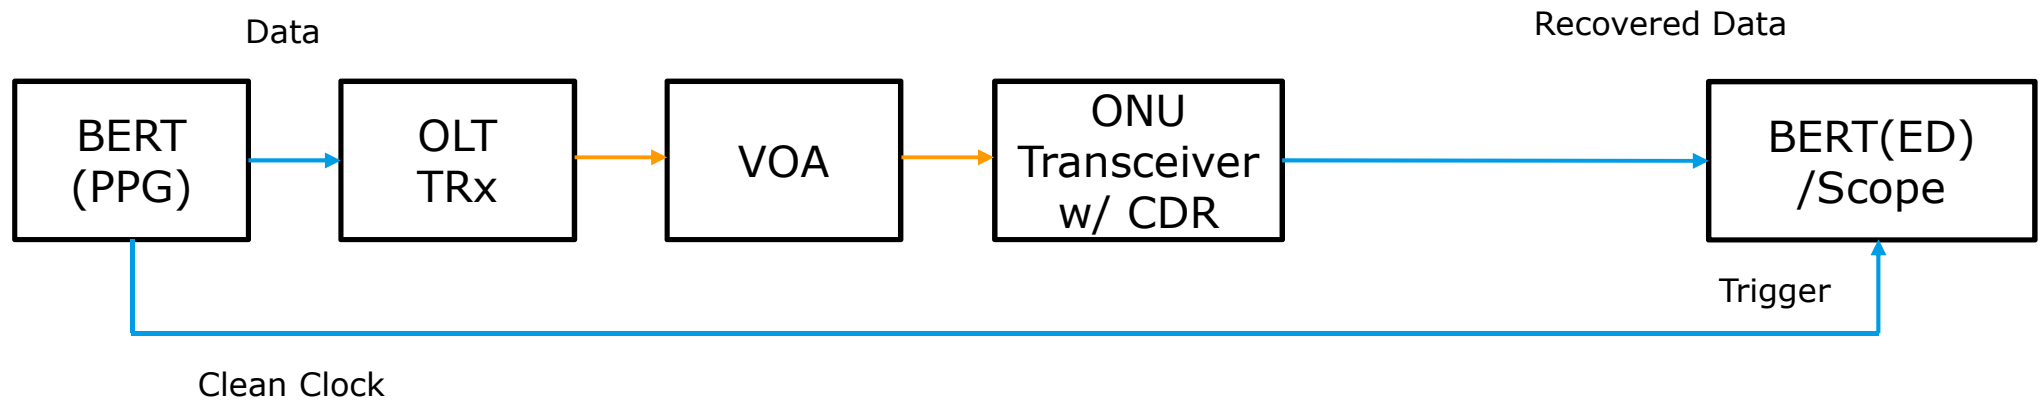 Data
Recovered Data
BERT
(PPG)
OLT
TRx
VOA
ONU
Transceiver
w/ CDR
BERT(ED)
/Scope
Trigger
Clean Clock